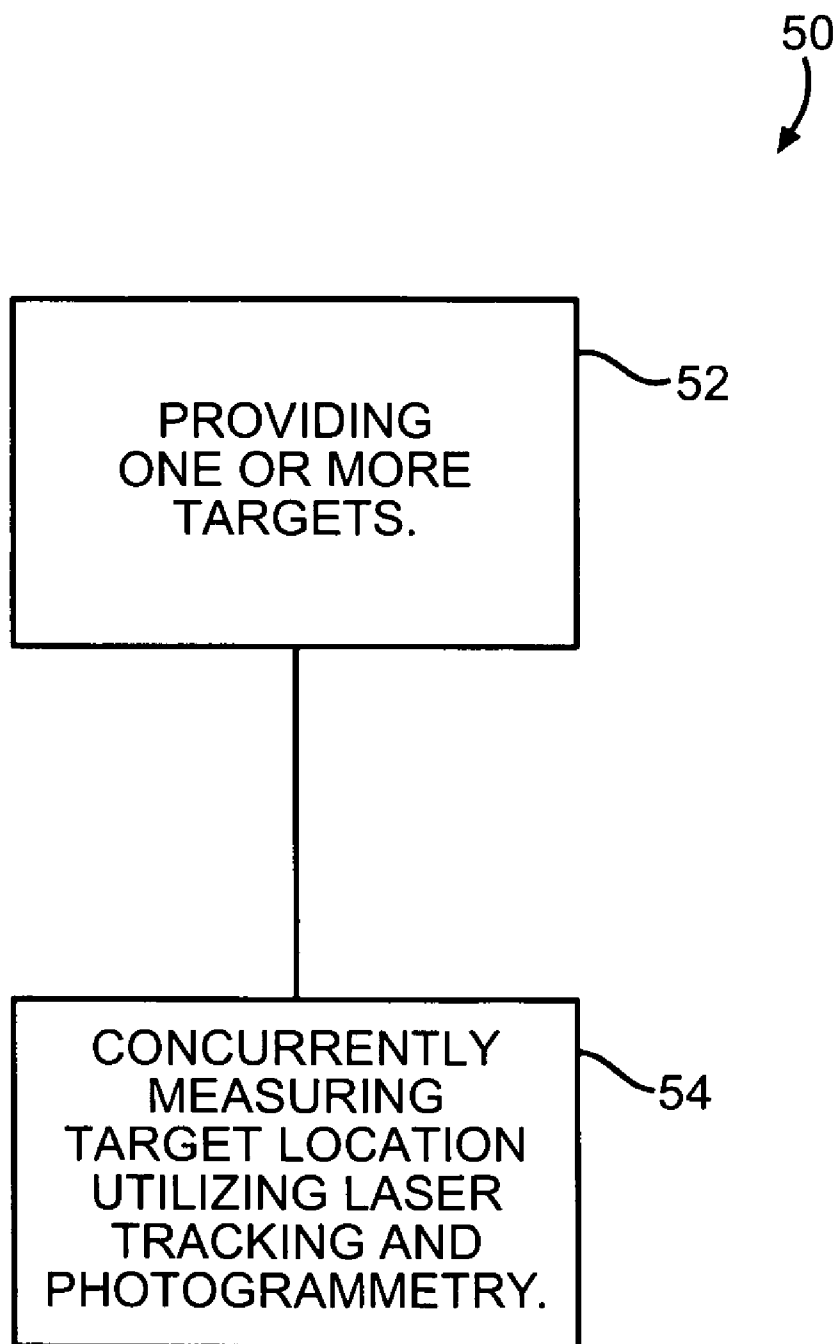 50
PROVIDING
ONE OR MORE
TARGETS.
52
CONCURRENTLY
MEASURING
TARGET LOCATION
UTILIZING LASER
TRACKING AND
PHOTOGRAMMETRY.
54